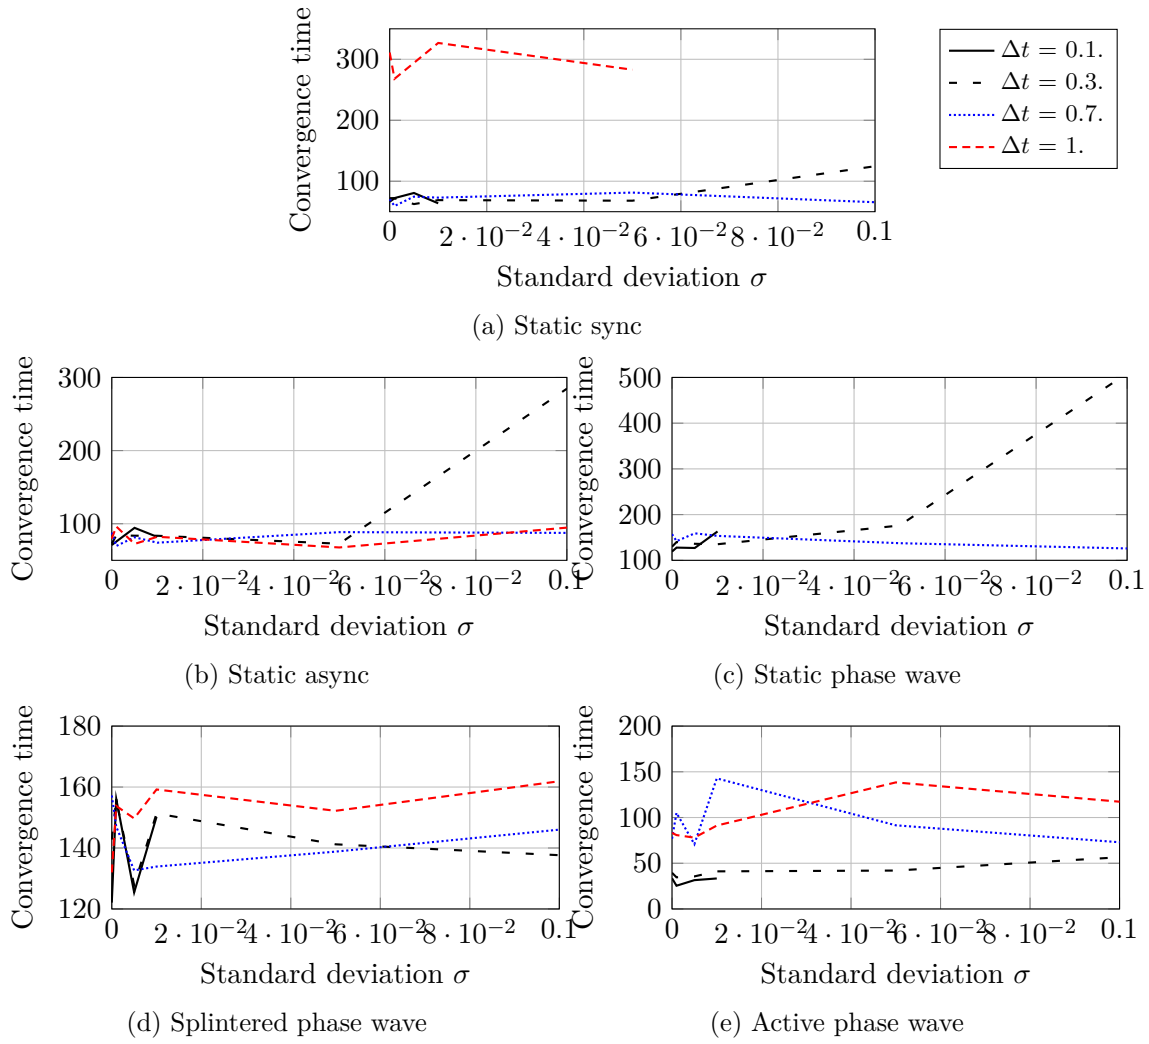 Convergence time
300
200
100
0
2 · 10⁻²
4 · 10⁻²
6 · 10⁻²
8 · 10⁻²
0.1
Standard deviation σ
(a) Static sync
Δt = 0.1.
Δt = 0.3.
Δt = 0.7.
Δt = 1.
Convergence time
300
200
100
0
2 · 10⁻²
4 · 10⁻²
6 · 10⁻²
8 · 10⁻²
0.1
Standard deviation σ
(b) Static async
Convergence time
500
400
300
200
100
0
2 · 10⁻²
4 · 10⁻²
6 · 10⁻²
8 · 10⁻²
0.1
Standard deviation σ
(c) Static phase wave
Convergence time
180
160
140
120
0
2 · 10⁻²
4 · 10⁻²
6 · 10⁻²
8 · 10⁻²
0.1
Standard deviation σ
(d) Splintered phase wave
Convergence time
200
150
100
50
0
0
2 · 10⁻²
4 · 10⁻²
6 · 10⁻²
8 · 10⁻²
0.1
Standard deviation σ
(e) Active phase wave